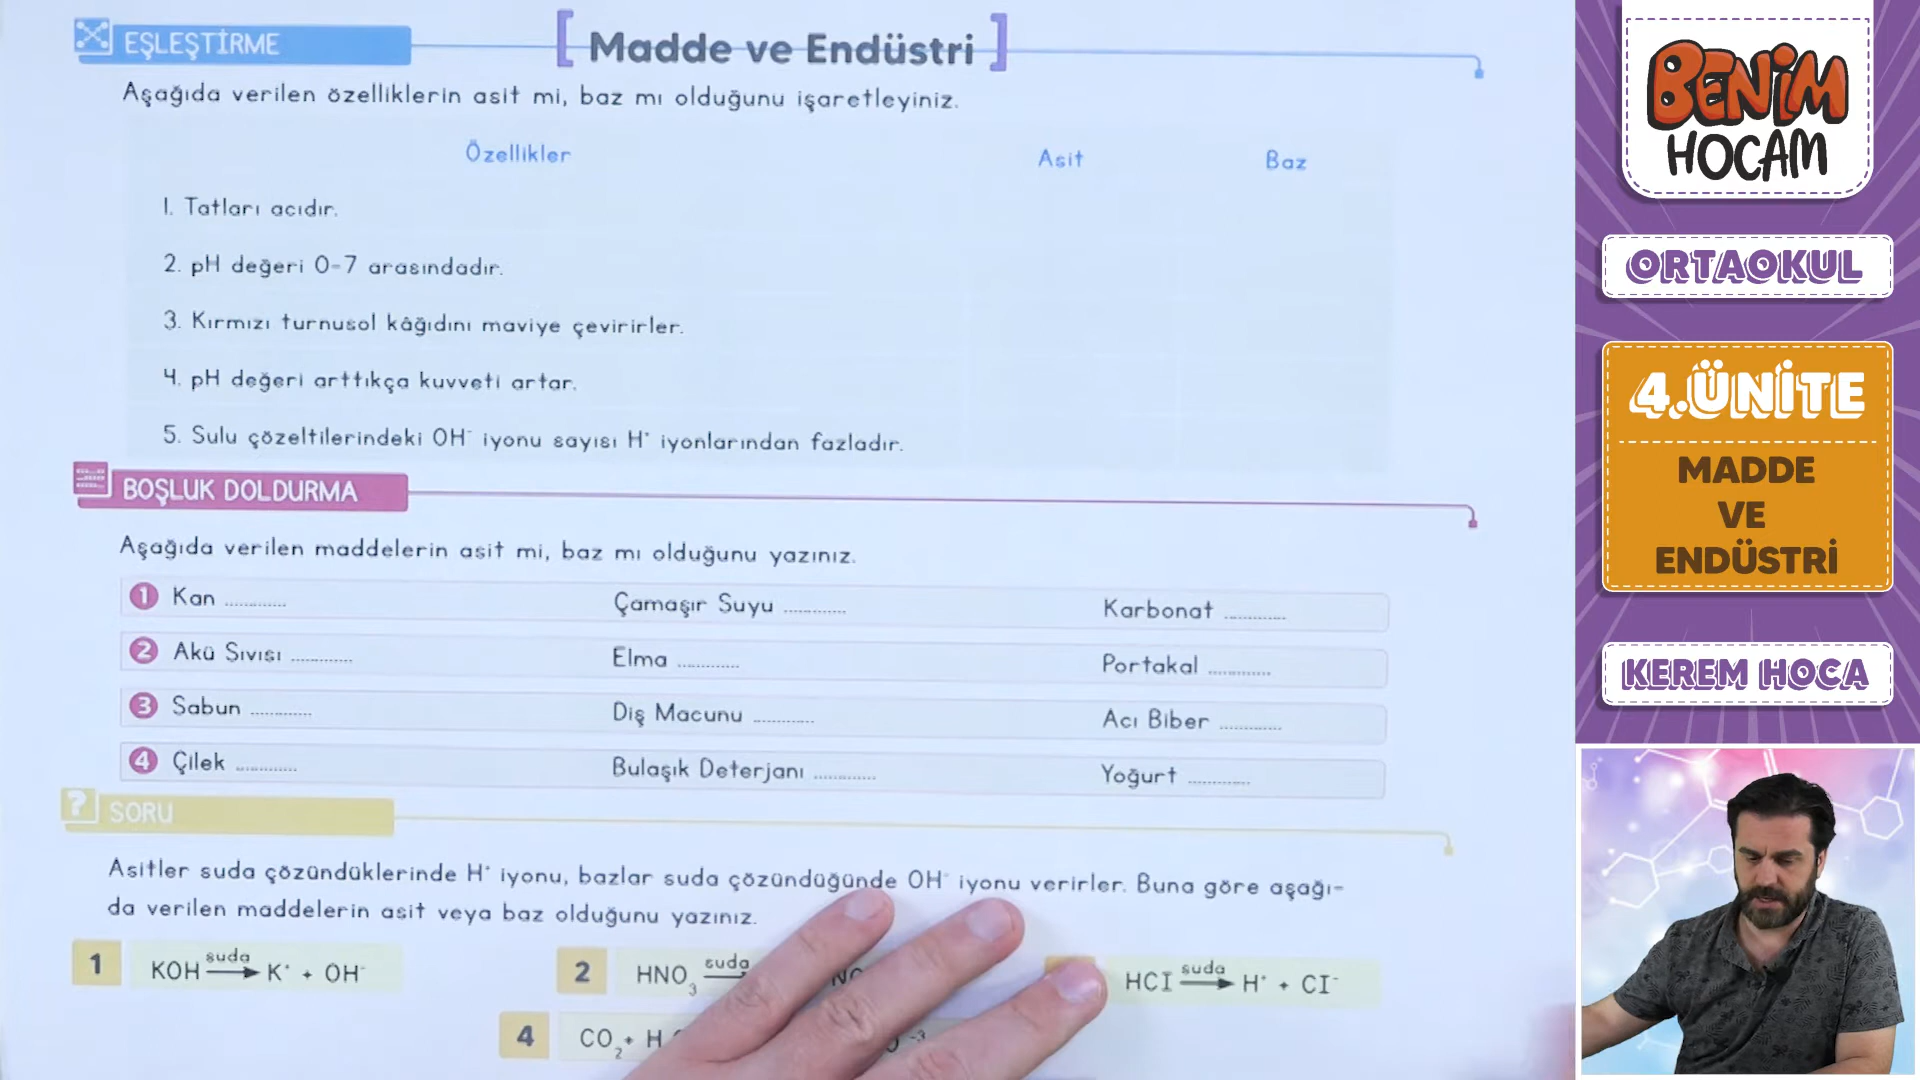 EŞLEŞTİRME
Madde ve Endüstri
Aşağıda verilen özelliklerin asit mi, baz mı olduğunu işaretleyiniz.
Özellikler Asit Baz
1. Tatları acıdır.
2. pH değeri 0-7 arasındadır.
3. Kırmızı turnusol kâğıdını maviye çevirirler.
4. pH değeri arttıkça kuvveti artar.
5. Sulu çözeltilerindeki OH⁻ iyonu sayısı H⁺ iyonlarından fazladır.
BOŞLUK DOLDURMA
Aşağıda verilen maddelerin asit mi, baz mı olduğunu yazınız.
1 Kan ............ Çamaşır Suyu ............ Karbonat ............
2 Akü Sıvısı ............ Elma ............ Portakal ............
3 Sabun ............ Diş Macunu ............ Acı Biber ............
4 Çilek ............ Bulaşık Deterjanı ............ Yoğurt ............
? SORU
Asitler suda çözündüklerinde H⁺ iyonu, bazlar suda çözündüğünde OH⁻ iyonu verirler. Buna göre aşağı-
da verilen maddelerin asit veya baz olduğunu yazınız.
1 KOH suda → K⁺ + OH⁻
2 HNO₃ suda
HCI suda → H⁺ + CI⁻
4 CO₂ + H
BENİM
HOCAM
ORTAOKUL
4.ÜNİTE
MADDE
VE
ENDÜSTRİ
KEREM HOCA